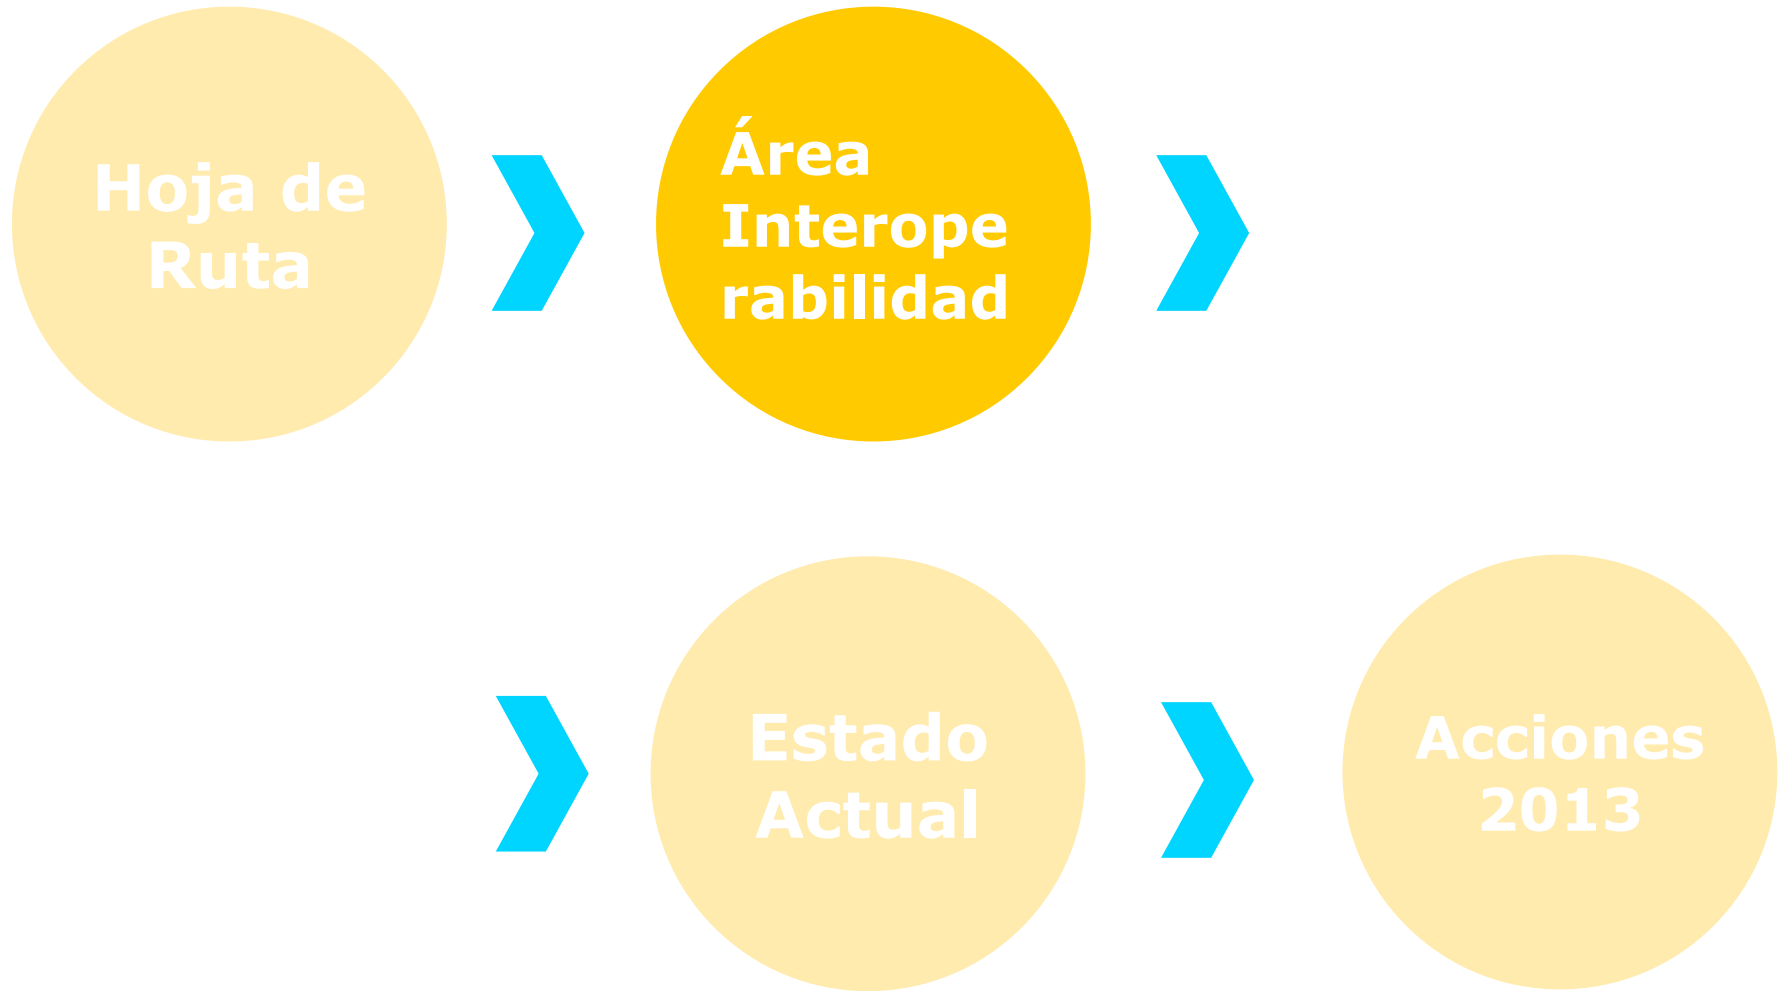 Hoja de
Ruta
Área
Interope
rabilidad
Estado
Actual
Acciones
2013